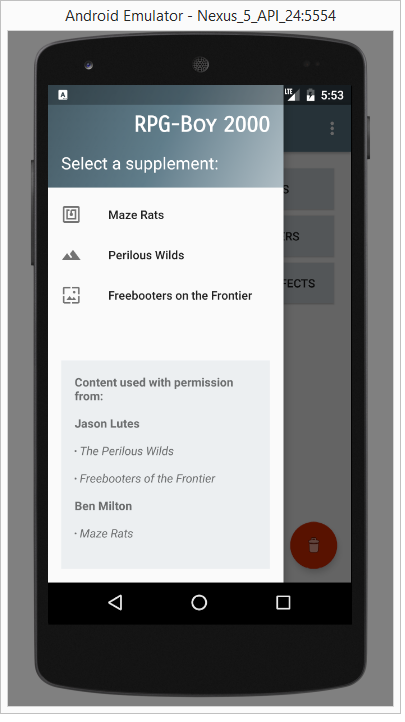 Android Emulator - Nexus_5_API_24:5554
A
LTE 5:53
RPG-Boy 2000
Select a supplement:
S
Maze Rats
ERS
Perilous Wilds
FECTS
Freebooters on the Frontier
Content used with permission
from:
Jason Lutes
· The Perilous Wilds
· Freebooters of the Frontier
Ben Milton
· Maze Rats